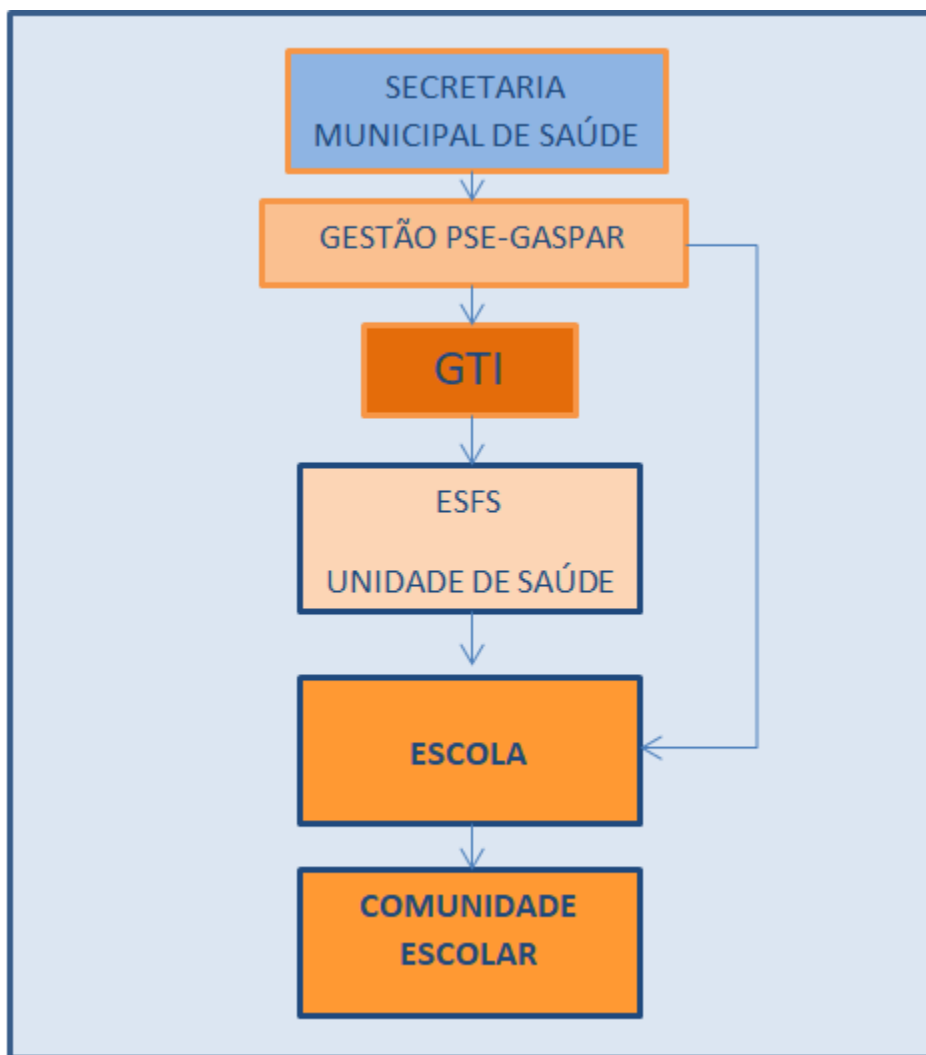 SECRETARIA
MUNICIPAL DE SAÚDE
GESTÃO PSE-GASPAR
GTI
ESFS
UNIDADE DE SAÚDE
ESCOLA
COMUNIDADE
ESCOLAR